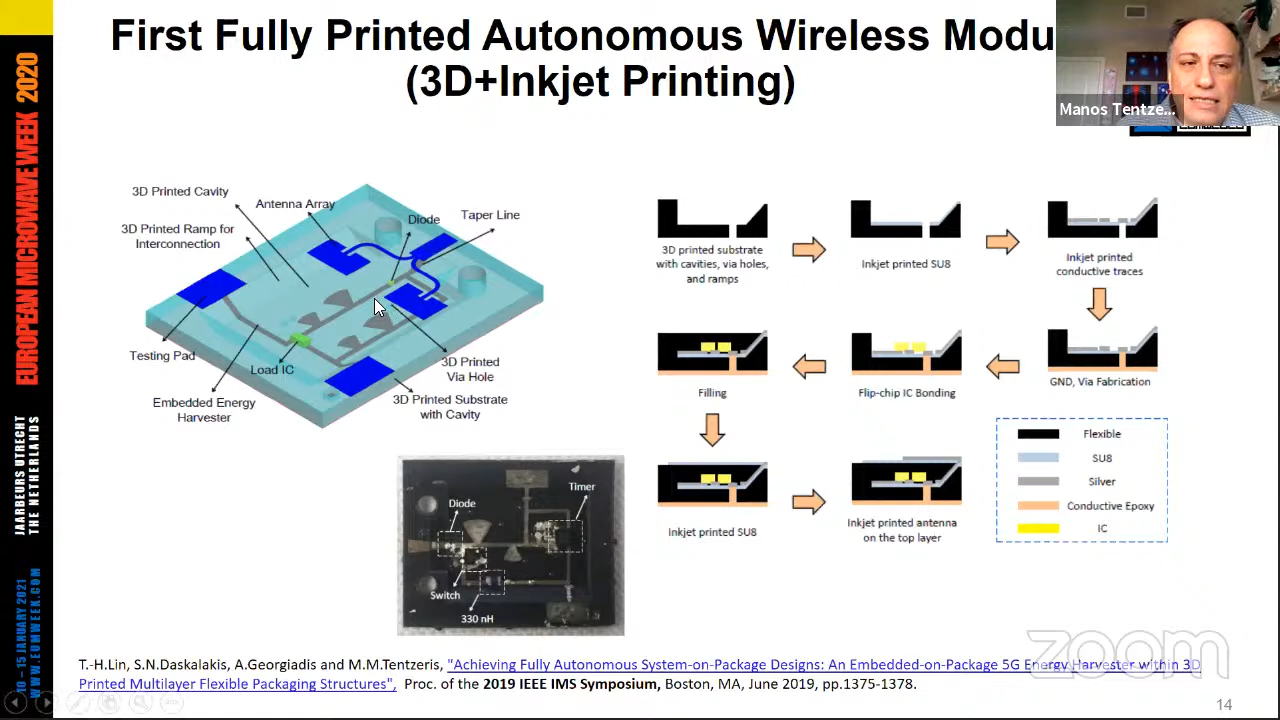 First Fully Printed Autonomous Wireless Modu
(3D+Inkjet Printing)
Manos Tentze...
EUROPEAN MICROWAVE WEEK 2020
JAARBEURS UTRECHT
THE NETHERLANDS
10 – 15 JANUARY 2021
WWW.EUMWEEK.COM
3D Printed Cavity
Antenna Array
Diode
Taper Line
3D Printed Ramp for
Interconnection
Testing Pad
Load IC
3D Printed
Via Hole
Embedded Energy
Harvester
3D Printed Substrate
with Cavity
3D printed substrate
with cavities, via holes,
and ramps
Inkjet printed SU8
Inkjet printed
conductive traces
Filling
Flip-chip IC Bonding
GND, Via Fabrication
Inkjet printed SU8
Inkjet printed antenna
on the top layer
Flexible
SU8
Silver
Conductive Epoxy
IC
Timer
Diode
Switch
330 nH
zoom
T.-H.Lin, S.N.Daskalakis, A.Georgiadis and M.M.Tentzeris, "Achieving Fully Autonomous System-on-Package Designs: An Embedded-on-Package 5G Energy Harvester within 3D
Printed Multilayer Flexible Packaging Structures", Proc. of the 2019 IEEE IMS Symposium, Boston, MA, June 2019, pp.1375-1378.
14